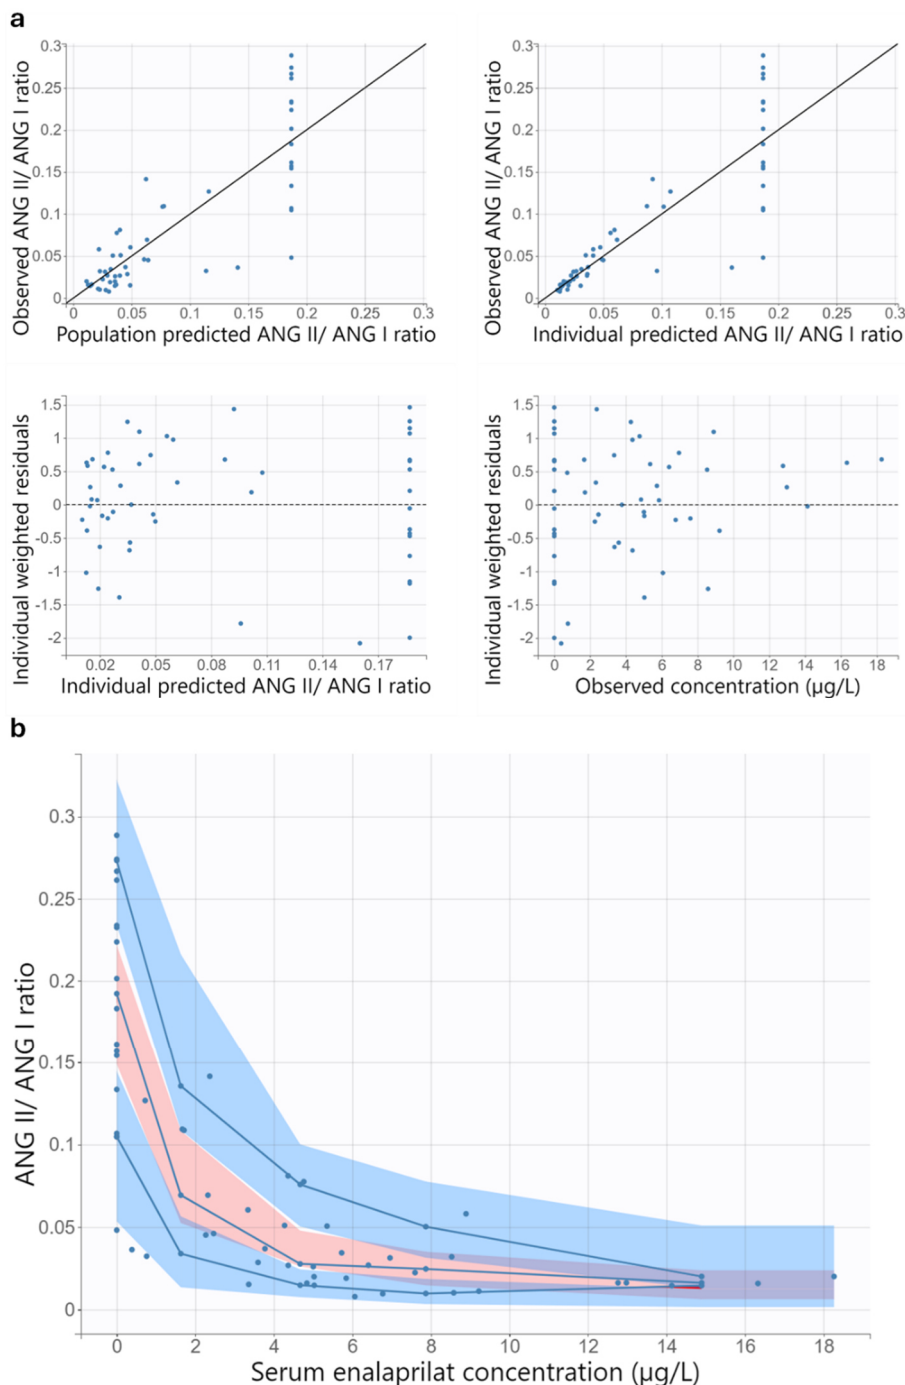 a
0.3 0.25 0.2 0.15 0.1 0.05 0
Observed ANG II/ ANG I ratio
0 0.05 0.1 0.15 0.2 0.25 0.3
Population predicted ANG II/ ANG I ratio
0.3 0.25 0.2 0.15 0.1 0.05 0
Observed ANG II/ ANG I ratio
0 0.05 0.1 0.15 0.2 0.25 0.3
Individual predicted ANG II/ ANG I ratio
1.5 1 0.5 0 -0.5 -1 -1.5 -2
Individual weighted residuals
0.02 0.05 0.08 0.11 0.14 0.17
Individual predicted ANG II/ ANG I ratio
1.5 1 0.5 0 -0.5 -1 -1.5 -2
Individual weighted residuals
0 2 4 6 8 10 12 14 16 18
Observed concentration (µg/L)
b
0.3 0.25 0.2 0.15 0.1 0.05 0
ANG II/ ANG I ratio
0 2 4 6 8 10 12 14 16 18
Serum enalaprilat concentration (µg/L)